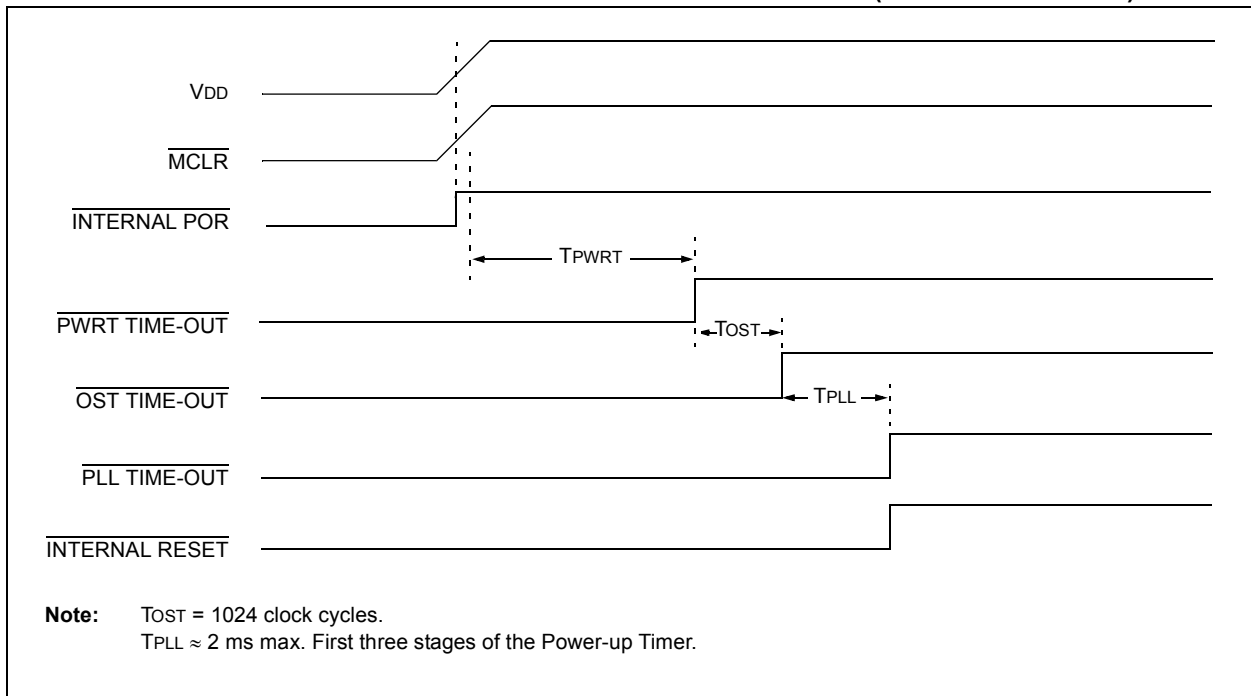 VDD
MCLR
INTERNAL POR
TPWRT
PWRT TIME-OUT
TOST
OST TIME-OUT
TPLL
PLL TIME-OUT
INTERNAL RESET
Note: TOST = 1024 clock cycles.
TPLL ≈ 2 ms max. First three stages of the Power-up Timer.